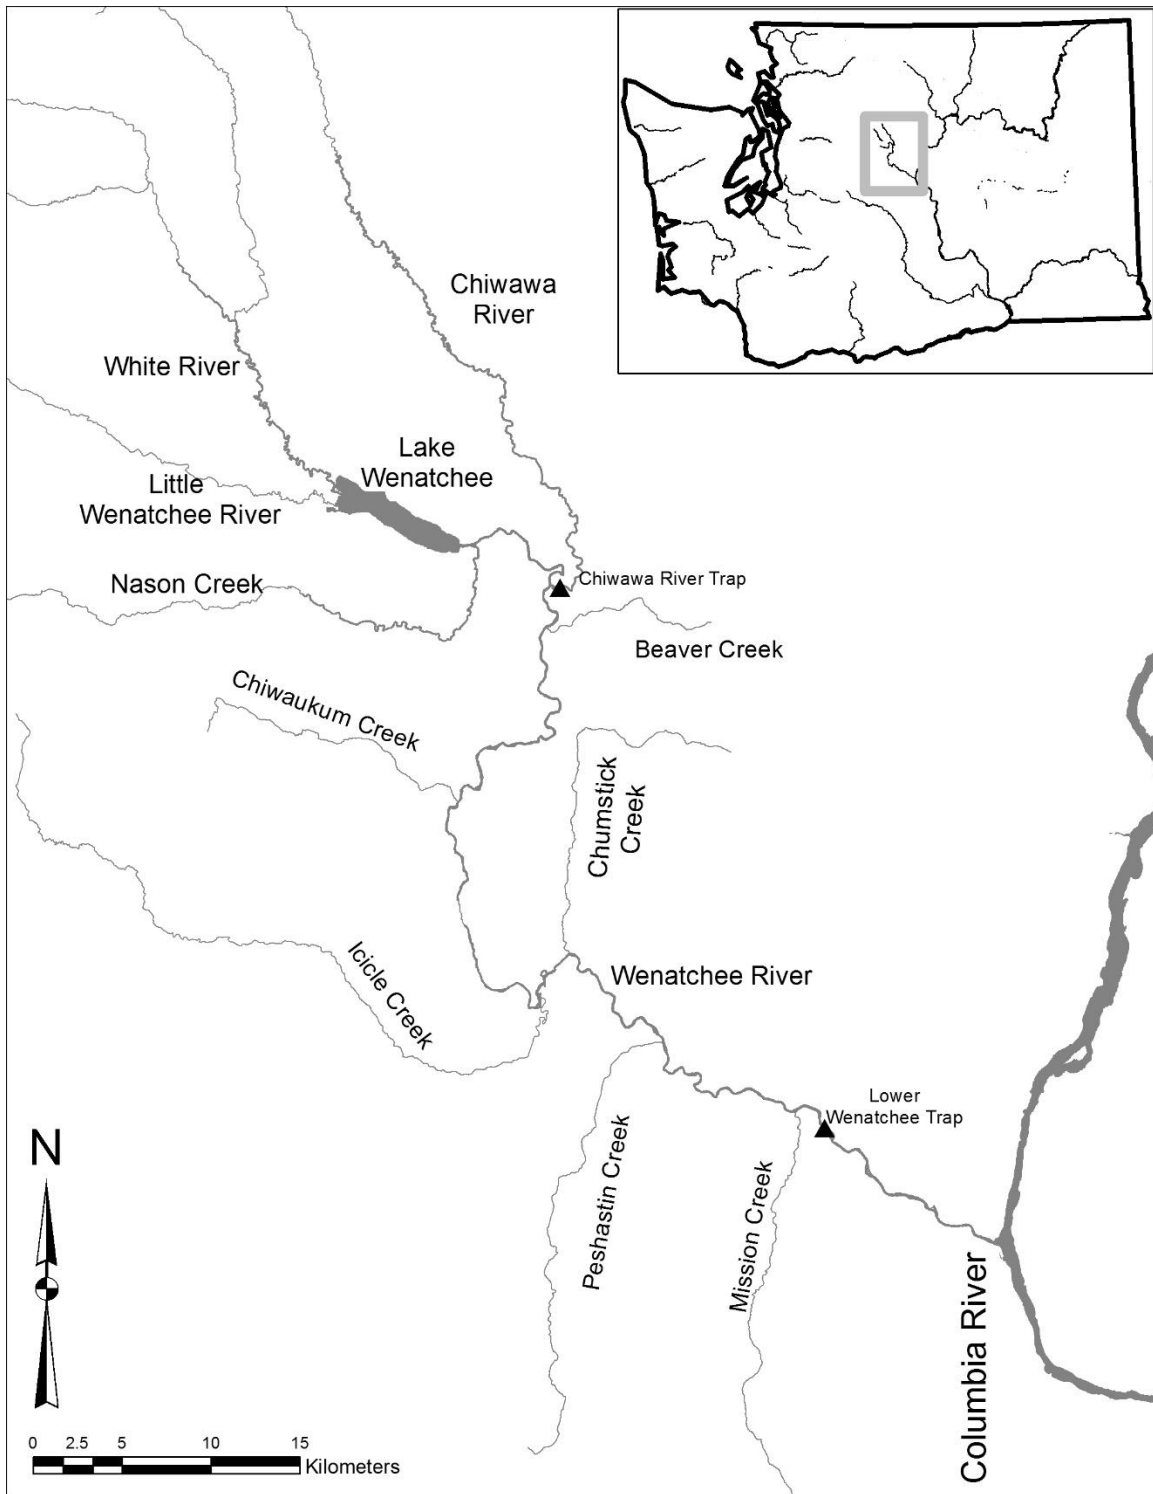 Chiwawa
River
White River
Lake
Wenatchee
Little
Wenatchee River
Nason Creek
Chiwawa River Trap
Beaver Creek
Chiwaukum Creek
Chumstick
Creek
Icicle Creek
Wenatchee River
Lower
Wenatchee Trap
Peshastin Creek
Mission Creek
Columbia River
N
0 2.5 5 10 15
Kilometers